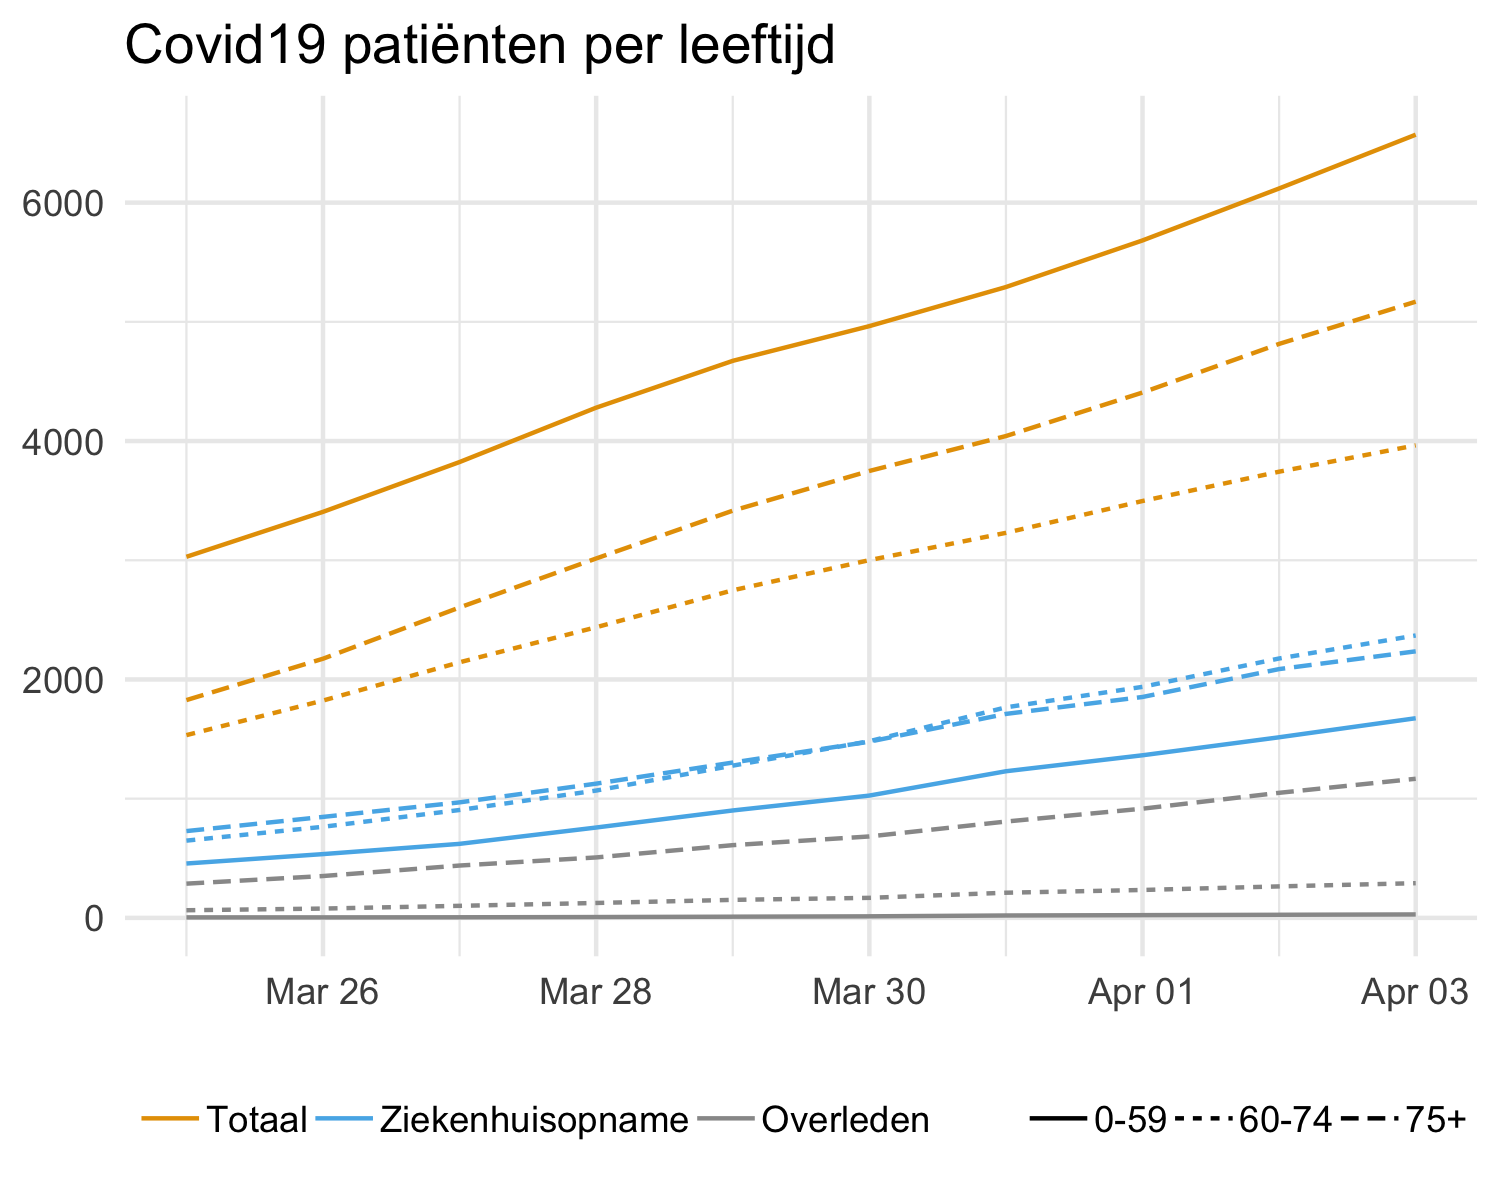 Covid19 patiënten per leeftijd
6000
4000
2000
0
Mar 26 Mar 28 Mar 30 Apr 01 Apr 03
Totaal Ziekenhuisopname Overleden 0-59 60-74 75+